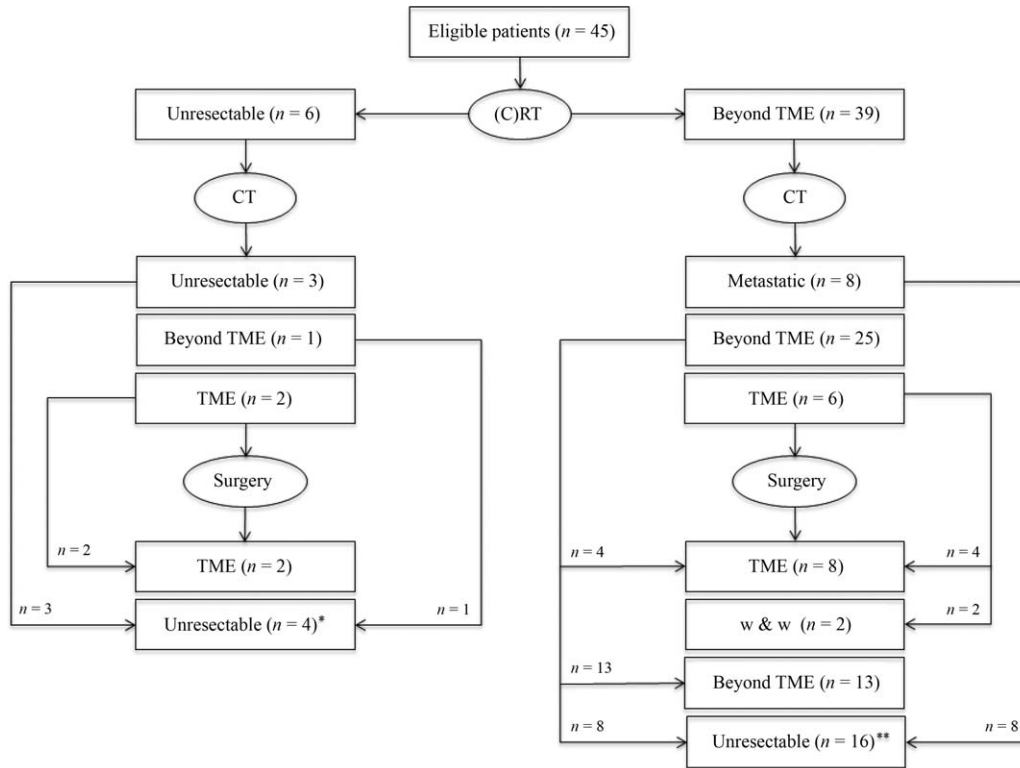 Eligible patients (n = 45)
Unresectable (n = 6)
(C)RT
Beyond TME (n = 39)
CT
CT
Unresectable (n = 3)
Metastatic (n = 8)
Beyond TME (n = 1)
Beyond TME (n = 25)
TME (n = 2)
TME (n = 6)
Surgery
Surgery
n = 2
n = 4
n = 4
TME (n = 2)
TME (n = 8)
n = 3
n = 1
n = 2
Unresectable (n = 4)*
w & w (n = 2)
n = 13
Beyond TME (n = 13)
n = 8
n = 8
Unresectable (n = 16)**